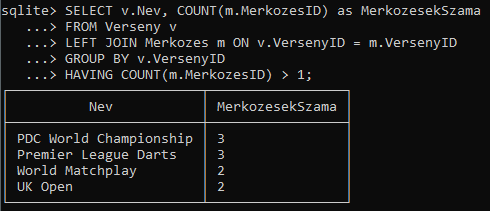 sqlite> SELECT v.Nev, COUNT(m.MerkozesID) as MerkozesekSzama
...> FROM Verseny v
...> LEFT JOIN Merkozes m ON v.VersenyID = m.VersenyID
...> GROUP BY v.VersenyID
...> HAVING COUNT(m.MerkozesID) > 1;
Nev MerkozesekSzama
PDC World Championship 3
Premier League Darts 3
World Matchplay 2
UK Open 2